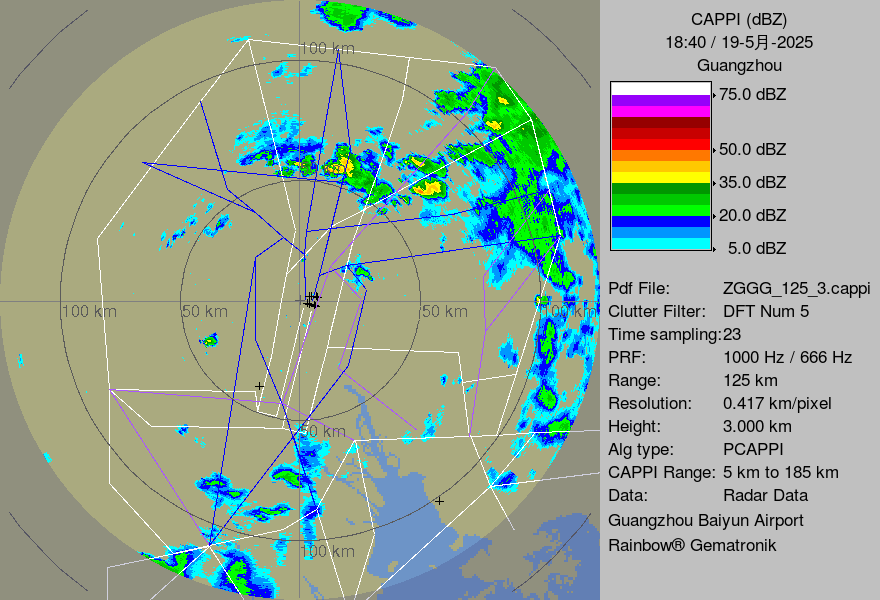 CAPPI (dBZ)
18:40 / 19-5月-2025
Guangzhou
75.0 dBZ
50.0 dBZ
35.0 dBZ
20.0 dBZ
5.0 dBZ
Pdf File: ZGGG_125_3.cappi
Clutter Filter: DFT Num 5
Time sampling:23
PRF: 1000 Hz / 666 Hz
Range: 125 km
Resolution: 0.417 km/pixel
Height: 3.000 km
Alg type: PCAPPI
CAPPI Range: 5 km to 185 km
Data: Radar Data
Guangzhou Baiyun Airport
Rainbow® Gematronik
100 km
100 km
50 km
50 km
100 km
50 km
100 km